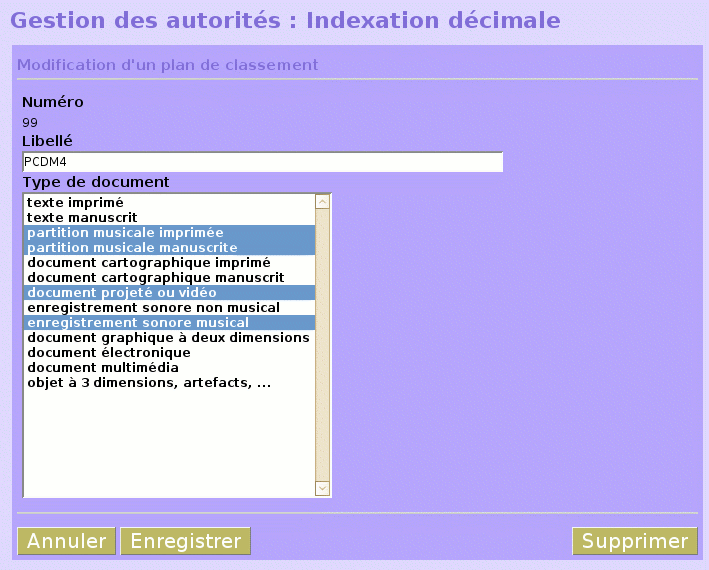 Gestion des autorités : Indexation décimale
Modification d'un plan de classement
Numéro
99
Libellé
PCDM4
Type de document
texte imprimé
texte manuscrit
partition musicale imprimée
partition musicale manuscrite
document cartographique imprimé
document cartographique manuscrit
document projeté ou vidéo
enregistrement sonore non musical
enregistrement sonore musical
document graphique à deux dimensions
document électronique
document multimédia
objet à 3 dimensions, artefacts, ...
Annuler Enregistrer Supprimer